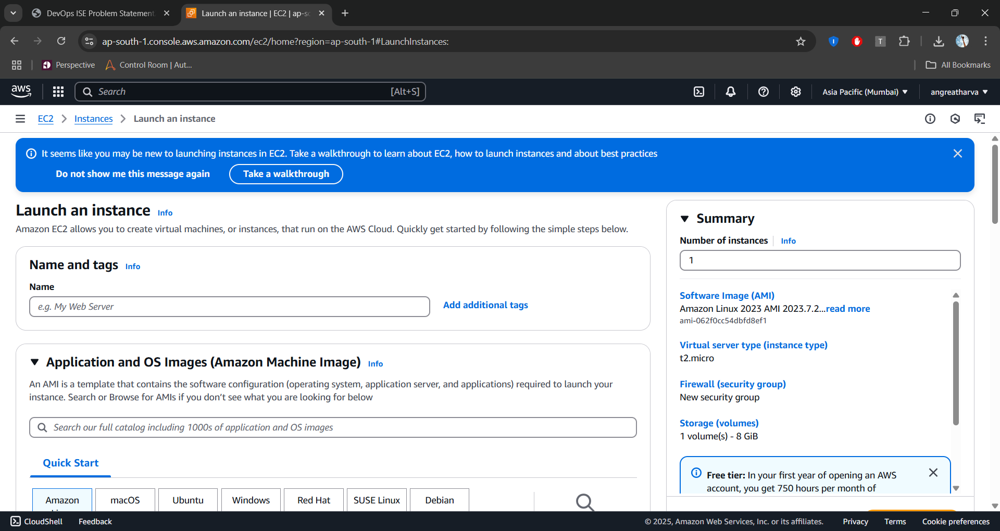 DevOps ISE Problem Statement
Launch an instance | EC2 | ap-sc
ap-south-1.console.aws.amazon.com/ec2/home?region=ap-south-1#LaunchInstances:
T
Perspective
Control Room | Aut...
All Bookmarks
aws
Search
[Alt+S]
Asia Pacific (Mumbai)
angreatharva
EC2
Instances
Launch an instance
It seems like you may be new to launching instances in EC2. Take a walkthrough to learn about EC2, how to launch instances and about best practices
Do not show me this message again
Take a walkthrough
Launch an instance Info
Amazon EC2 allows you to create virtual machines, or instances, that run on the AWS Cloud. Quickly get started by following the simple steps below.
Name and tags Info
Name
e.g. My Web Server
Add additional tags
Application and OS Images (Amazon Machine Image) Info
An AMI is a template that contains the software configuration (operating system, application server, and applications) required to launch your
instance. Search or Browse for AMIs if you don’t see what you are looking for below
Search our full catalog including 1000s of application and OS images
Quick Start
Amazon
macOS
Ubuntu
Windows
Red Hat
SUSE Linux
Debian
Summary
Number of instances Info
1
Software Image (AMI)
Amazon Linux 2023 AMI 2023.7.2...read more
ami-062f0cc54dbfd8ef1
Virtual server type (instance type)
t2.micro
Firewall (security group)
New security group
Storage (volumes)
1 volume(s) - 8 GiB
Free tier: In your first year of opening an AWS
account, you get 750 hours per month of
CloudShell
Feedback
© 2025, Amazon Web Services, Inc. or its affiliates.
Privacy
Terms
Cookie preferences